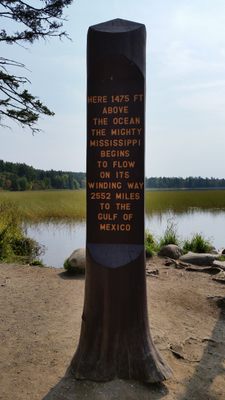 HERE 1475 FT
ABOVE
THE OCEAN
THE MIGHTY
MISSISSIPPI
BEGINS
TO FLOW
ON ITS
WINDING WAY
2552 MILES
TO THE
GULF OF
MEXICO